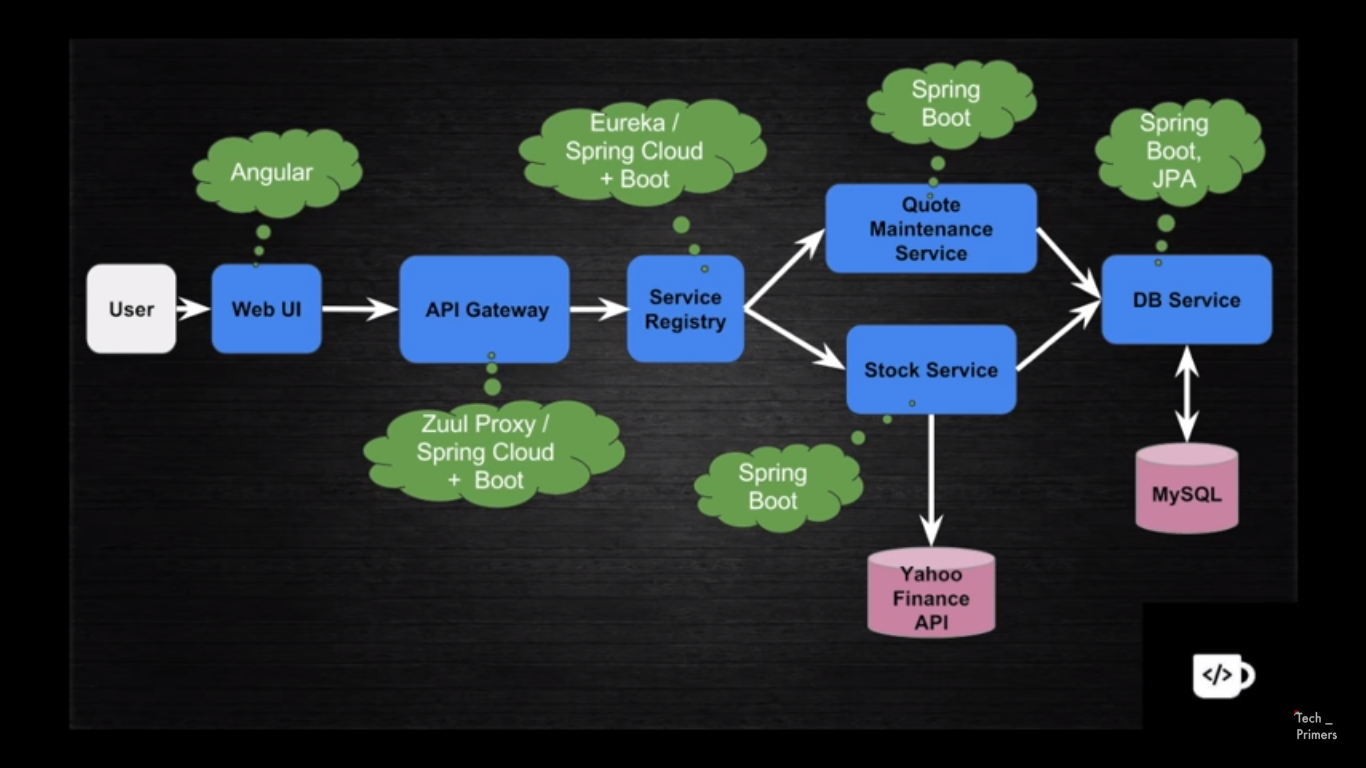 Angular
Eureka /
Spring Cloud
+ Boot
Spring
Boot
Spring
Boot,
JPA
User
Web UI
API Gateway
Service
Registry
Quote
Maintenance
Service
Stock Service
DB Service
Zuul Proxy /
Spring Cloud
+ Boot
Spring
Boot
Yahoo
Finance
API
MySQL
</>
Tech _
Primers